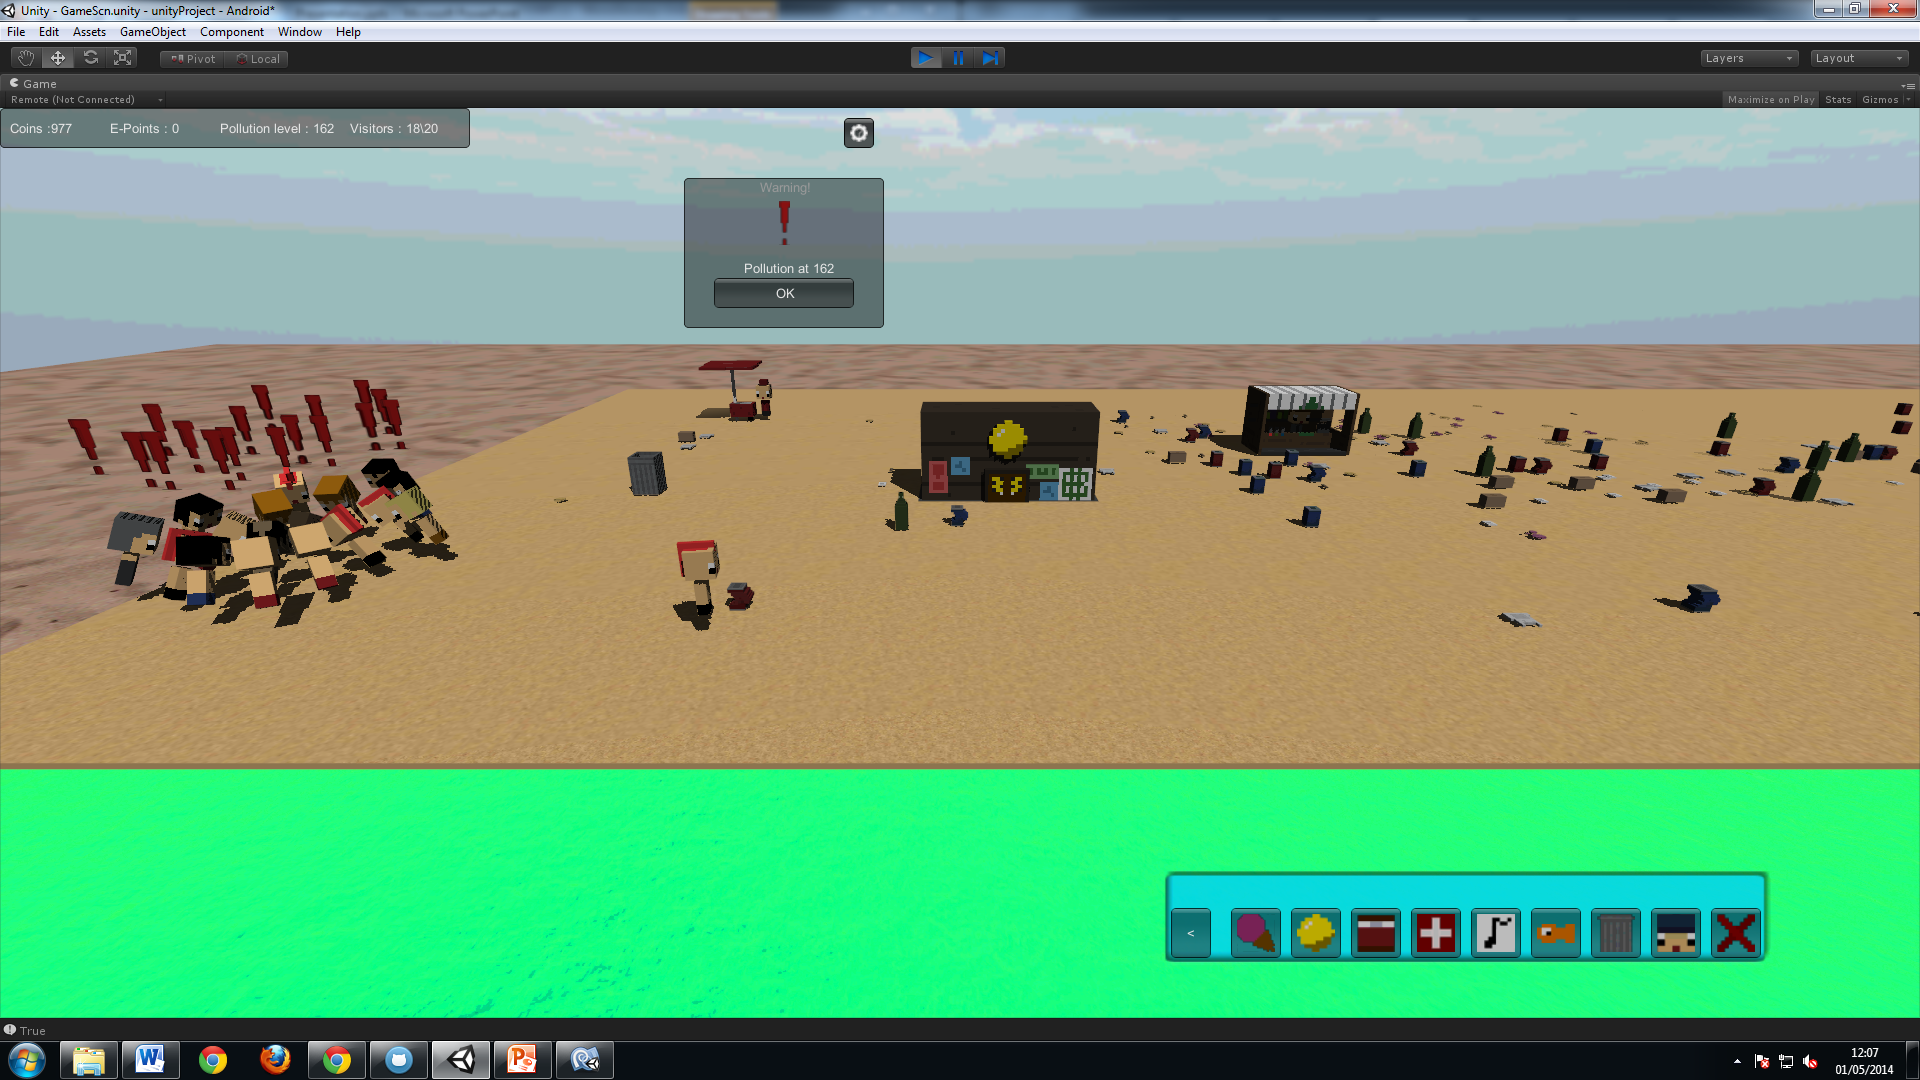 Unity - GameScn.unity - unityProject - Android*
File Edit Assets GameObject Component Window Help
Pivot Local Layers Layout
Game
Remote (Not Connected) Maximize on Play Stats Gizmos
Coins :977 E-Points : 0 Pollution level : 162 Visitors : 18\20
Warning!
Pollution at 162
OK
<
True
12:07
01/05/2014